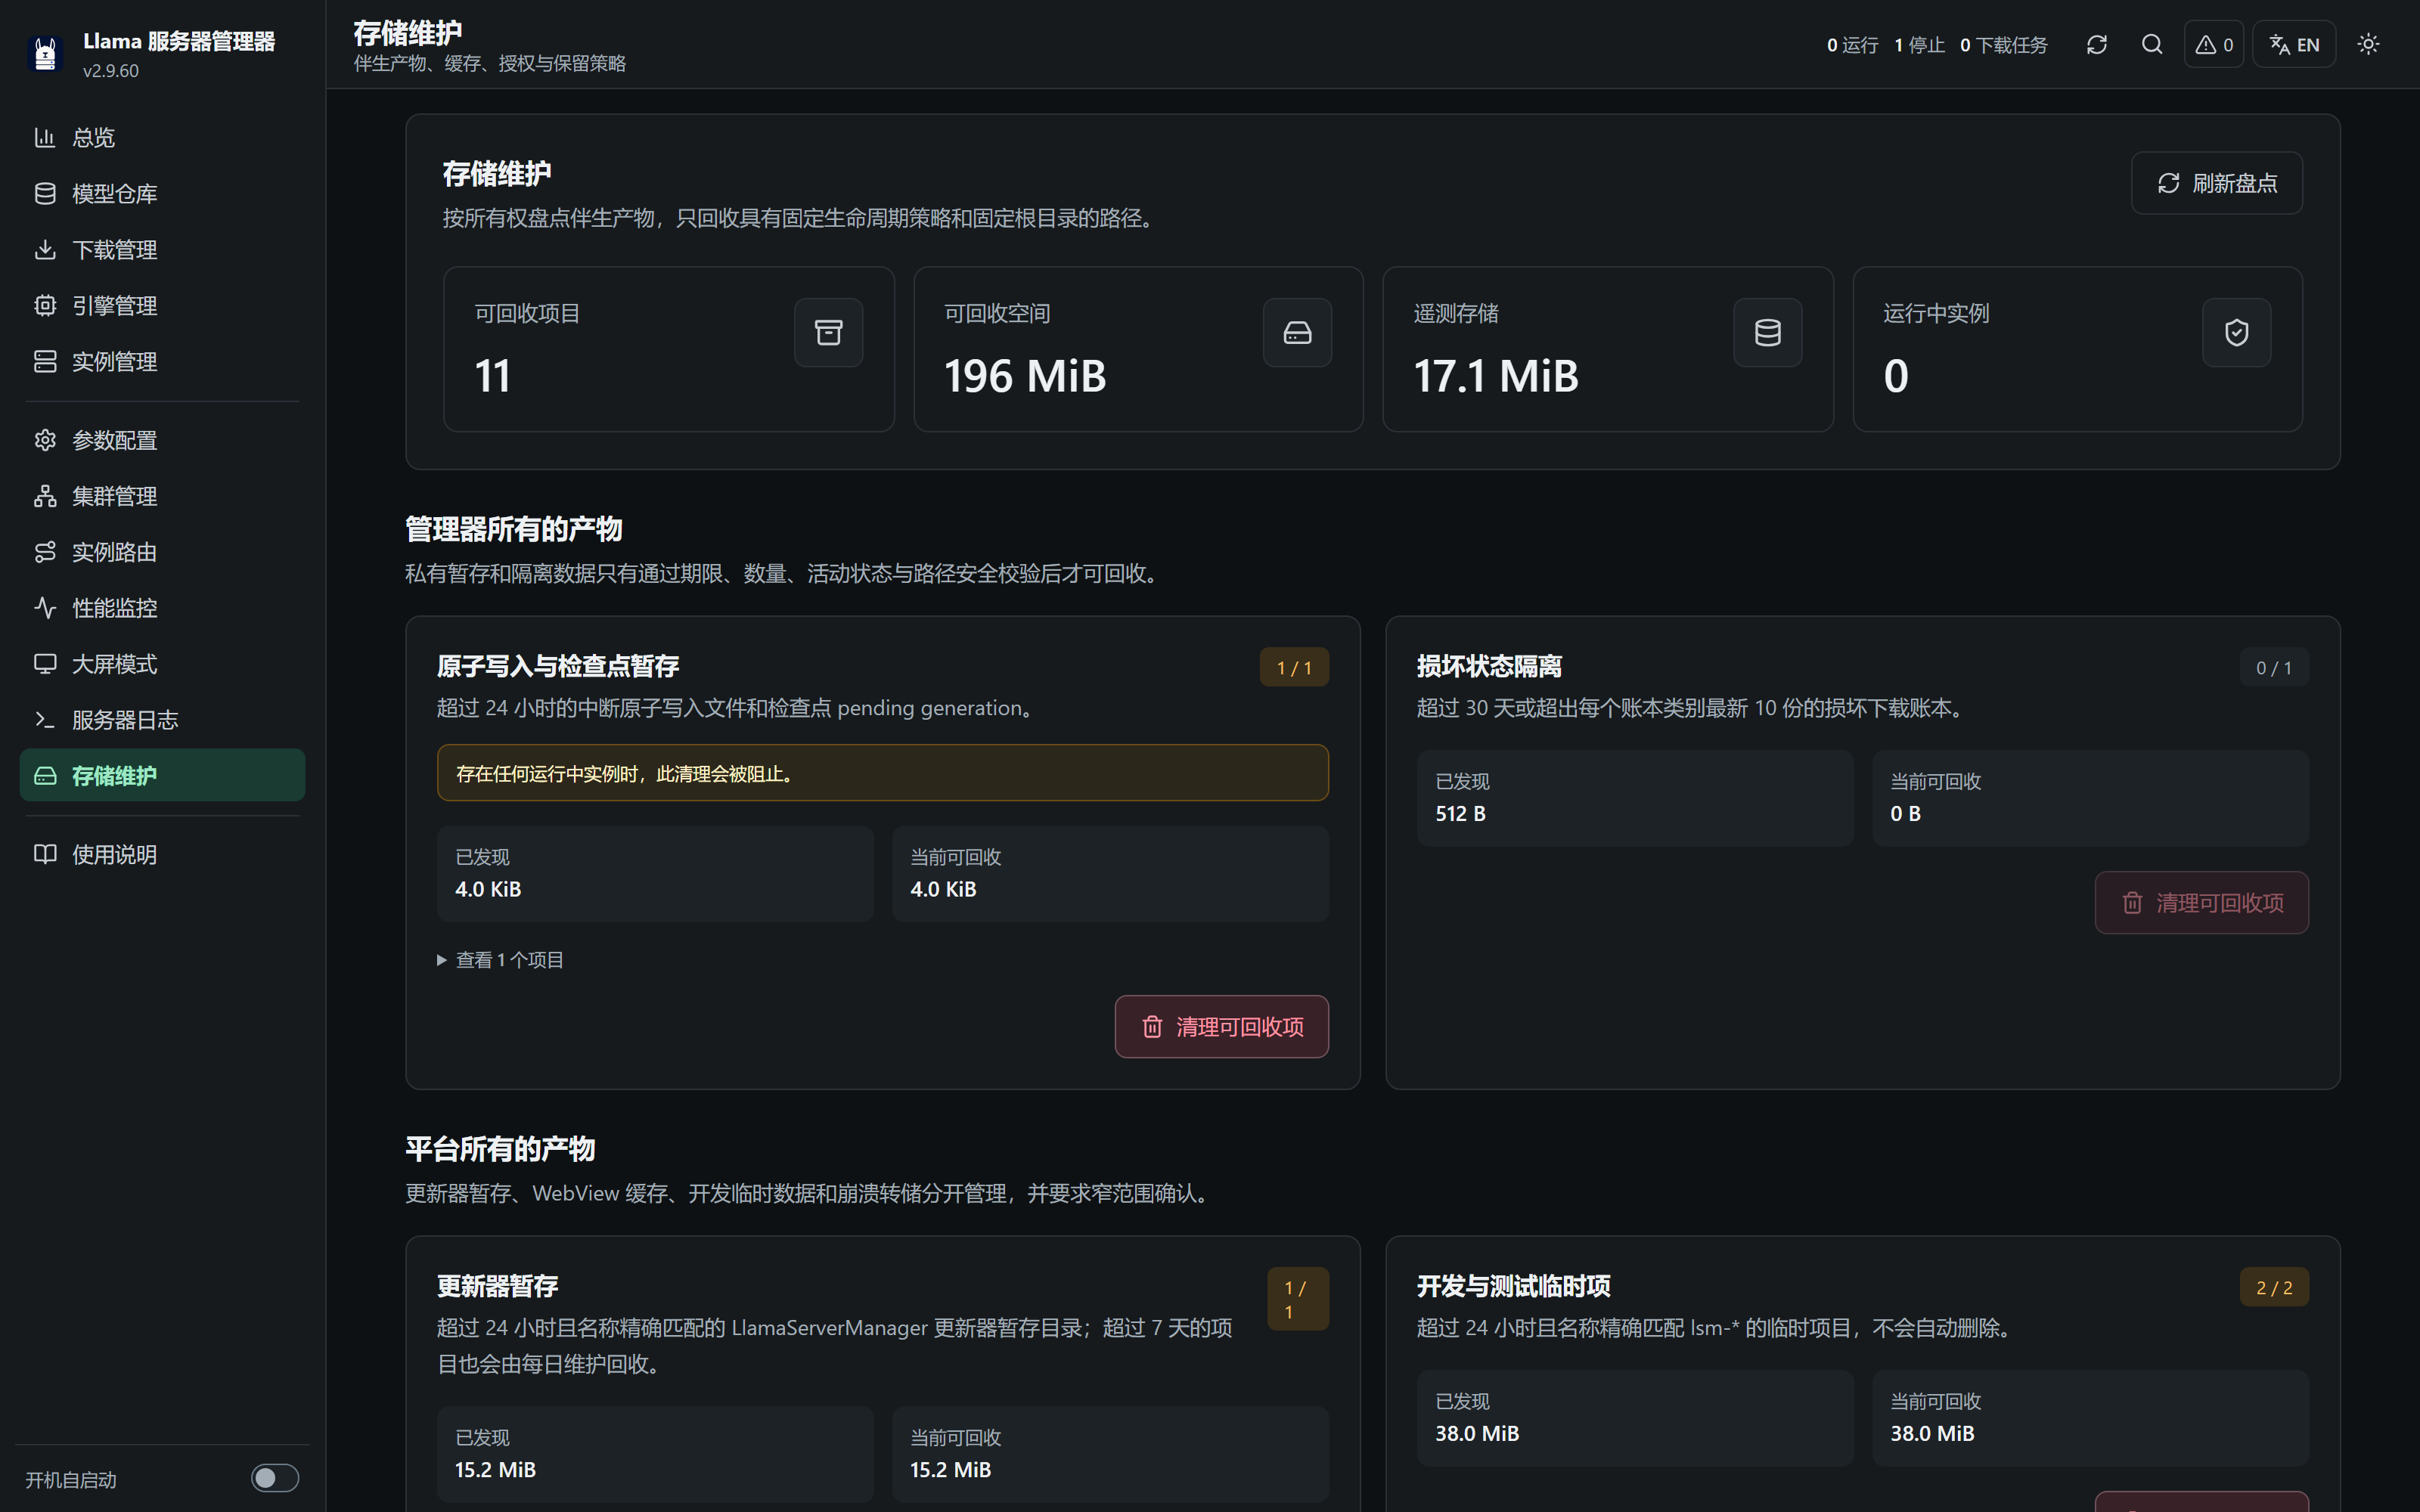 Llama 服务器管理器
v2.9.60
总览
模型仓库
下载管理
引擎管理
实例管理
参数配置
集群管理
实例路由
性能监控
大屏模式
服务器日志
存储维护
使用说明
开机自启动
存储维护
伴生产物、缓存、授权与保留策略
0 运行 1 停止 0 下载任务
0
EN
存储维护
按所有权盘点伴生产物，只回收具有固定生命周期策略和固定根目录的路径。
刷新盘点
可回收项目
11
可回收空间
196 MiB
遥测存储
17.1 MiB
运行中实例
0
管理器所有的产物
私有暂存和隔离数据只有通过期限、数量、活动状态与路径安全校验后才可回收。
原子写入与检查点暂存
1 / 1
超过 24 小时的中断原子写入文件和检查点 pending generation。
存在任何运行中实例时，此清理会被阻止。
已发现
4.0 KiB
当前可回收
4.0 KiB
查看 1 个项目
清理可回收项
损坏状态隔离
0 / 1
超过 30 天或超出每个账本类别最新 10 份的损坏下载账本。
已发现
512 B
当前可回收
0 B
清理可回收项
平台所有的产物
更新器暂存、WebView 缓存、开发临时数据和崩溃转储分开管理，并要求窄范围确认。
更新器暂存
1 /
1
超过 24 小时且名称精确匹配的 LlamaServerManager 更新器暂存目录；超过 7 天的项
目也会由每日维护回收。
已发现
15.2 MiB
当前可回收
15.2 MiB
开发与测试临时项
2 / 2
超过 24 小时且名称精确匹配 lsm-* 的临时项目，不会自动删除。
已发现
38.0 MiB
当前可回收
38.0 MiB